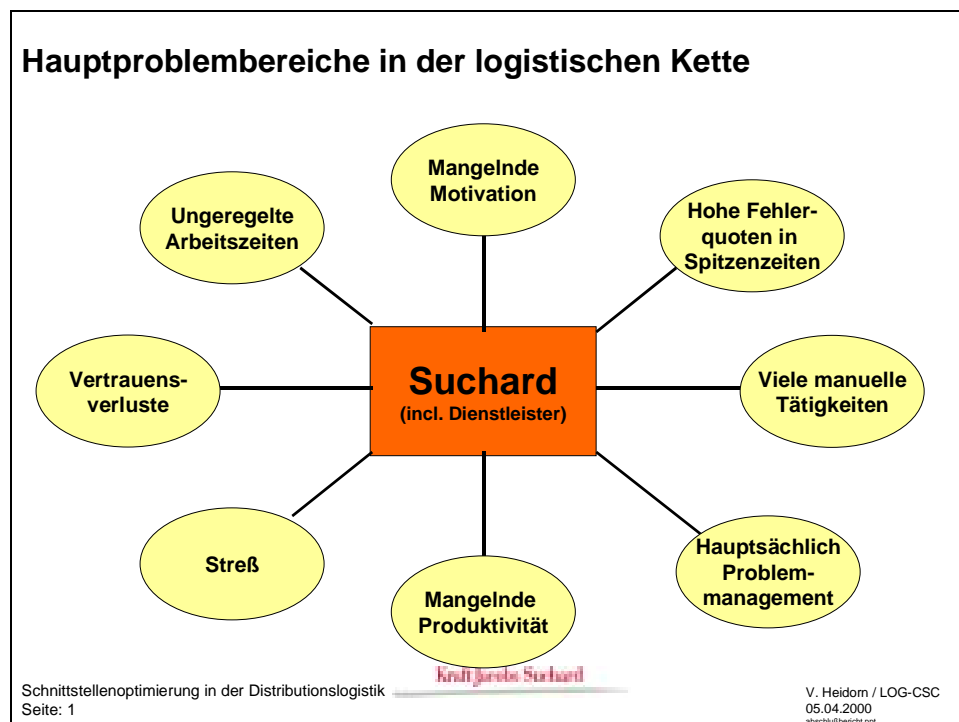 Hauptproblembereiche in der logistischen Kette
Mangelnde
Motivation
Ungeregelte
Arbeitszeiten
Hohe Fehler-
quoten in
Spitzenzeiten
Suchard
(incl. Dienstleister)
Vertrauens-
verluste
Viele manuelle
Tätigkeiten
Streß
Mangelnde
Produktivität
Hauptsächlich
Problem-
management
Kraft Jacobs Suchard
Schnittstellenoptimierung in der Distributionslogistik
Seite: 1
V. Heidorn / LOG-CSC
05.04.2000
abschlußbericht.ppt